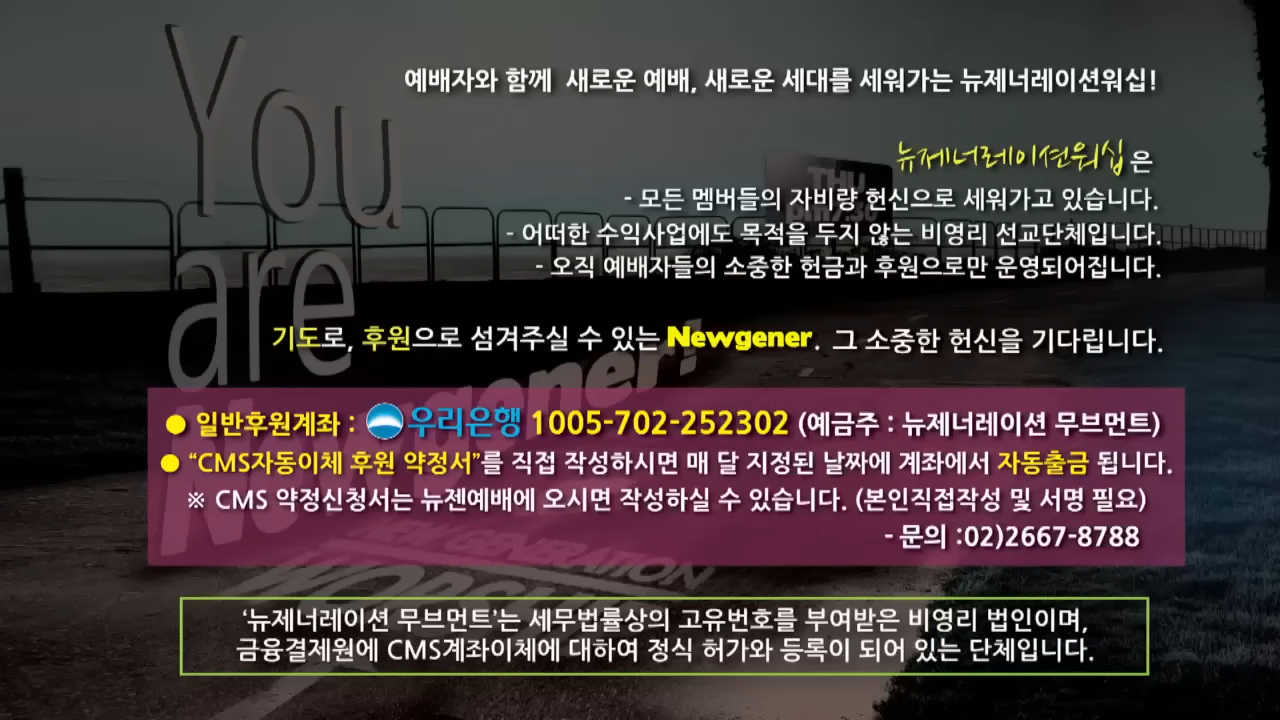 You
are
Newgener!
NEW GENERATION
THU
예배자와 함께 새로운 예배, 새로운 세대를 세워가는 뉴제너레이션워십!
뉴제너레이션워십은
- 모든 멤버들의 자비량 헌신으로 세워가고 있습니다.
- 어떠한 수익사업에도 목적을 두지 않는 비영리 선교단체입니다.
- 오직 예배자들의 소중한 헌금과 후원으로만 운영되어집니다.
기도로, 후원으로 섬겨주실 수 있는 Newgener. 그 소중한 헌신을 기다립니다.
● 일반후원계좌 : 우리은행 1005-702-252302 (예금주 : 뉴제너레이션 무브먼트)
● “CMS자동이체 후원 약정서”를 직접 작성하시면 매 달 지정된 날짜에 계좌에서 자동출금 됩니다.
※ CMS 약정신청서는 뉴젠예배에 오시면 작성하실 수 있습니다. (본인직접작성 및 서명 필요)
- 문의 :02)2667-8788
‘뉴제너레이션 무브먼트’는 세무법률상의 고유번호를 부여받은 비영리 법인이며,
금융결제원에 CMS계좌이체에 대하여 정식 허가와 등록이 되어 있는 단체입니다.